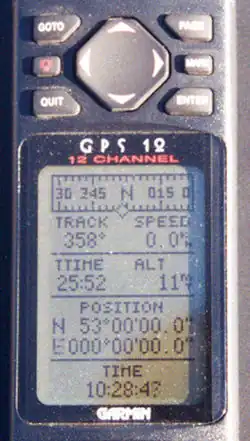 GOTO PAGE
MARK
QUIT ENTER
GPS 12
12 CHANNEL
30 345 N 015 0
TRACK SPEED
358° 0.0
TTIME ALT
25:52 11
POSITION
N 53°00'00.0"
E000°00'00.0"
TIME
10:28:47
GARMIN